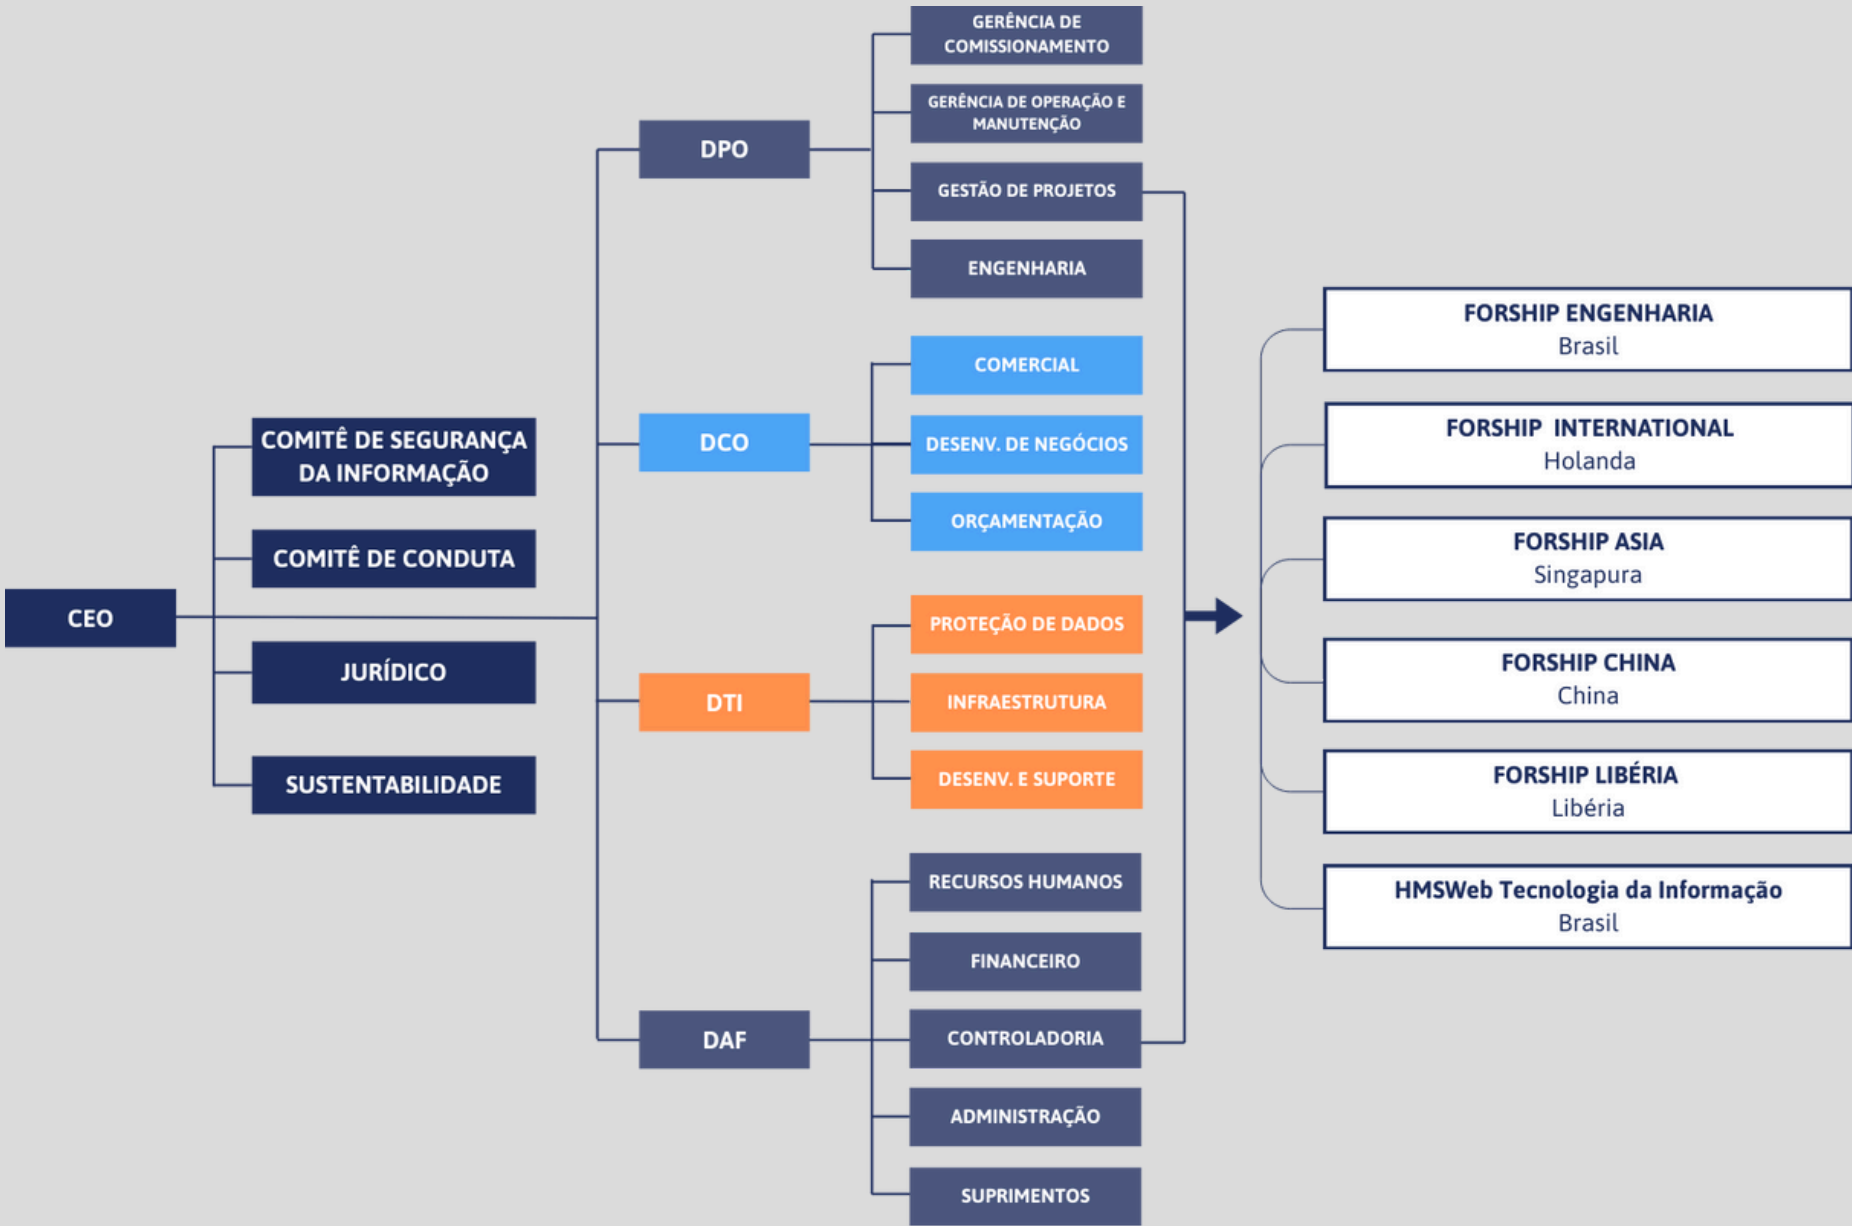 CEO
COMITÊ DE SEGURANÇA
DA INFORMAÇÃO
COMITÊ DE CONDUTA
JURÍDICO
SUSTENTABILIDADE
DPO
GERÊNCIA DE
COMISSIONAMENTO
GERÊNCIA DE OPERAÇÃO E
MANUTENÇÃO
GESTÃO DE PROJETOS
ENGENHARIA
DCO
COMERCIAL
DESENV. DE NEGÓCIOS
ORÇAMENTAÇÃO
DTI
PROTEÇÃO DE DADOS
INFRAESTRUTURA
DESENV. E SUPORTE
DAF
RECURSOS HUMANOS
FINANCEIRO
CONTROLADORIA
ADMINISTRAÇÃO
SUPRIMENTOS
FORSHIP ENGENHARIA
Brasil
FORSHIP INTERNATIONAL
Holanda
FORSHIP ASIA
Singapura
FORSHIP CHINA
China
FORSHIP LIBÉRIA
Libéria
HMSWeb Tecnologia da Informação
Brasil